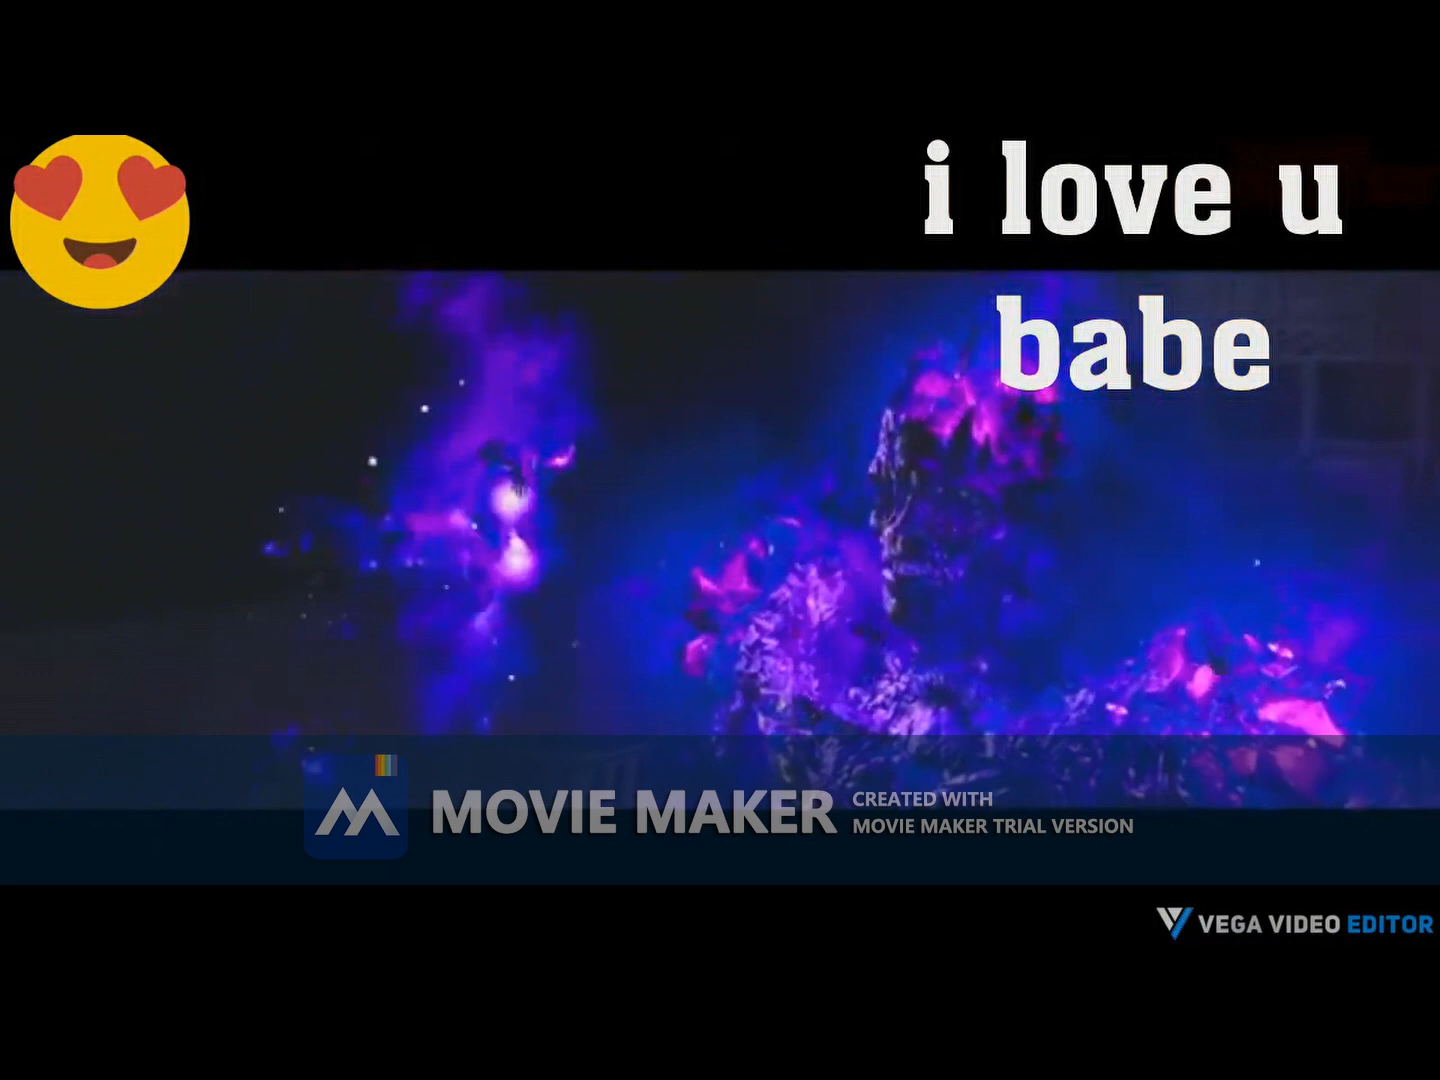 i love u
babe
MOVIE MAKER
CREATED WITH
MOVIE MAKER TRIAL VERSION
VEGA VIDEO EDITOR